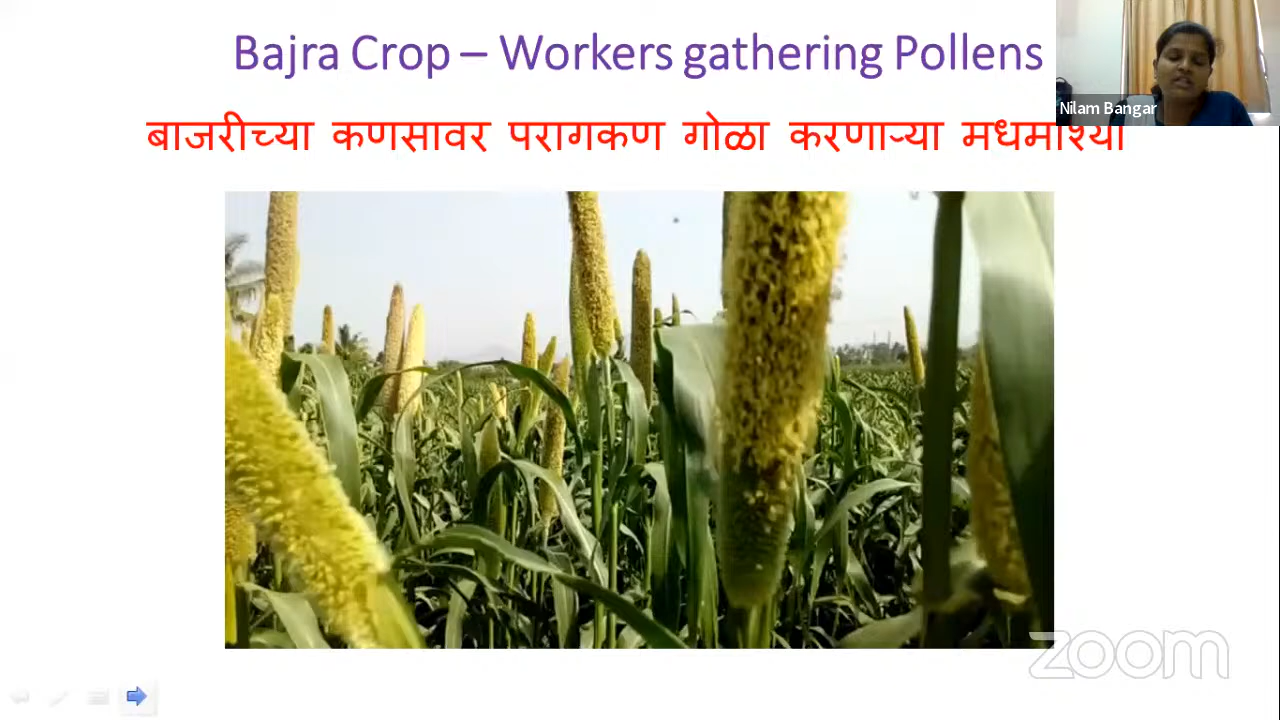 Bajra Crop – Workers gathering Pollens
Nilam Bangar
बाजरीच्या कणसावर परागकण गोळा करणाऱ्या मधमाश्या
zoom